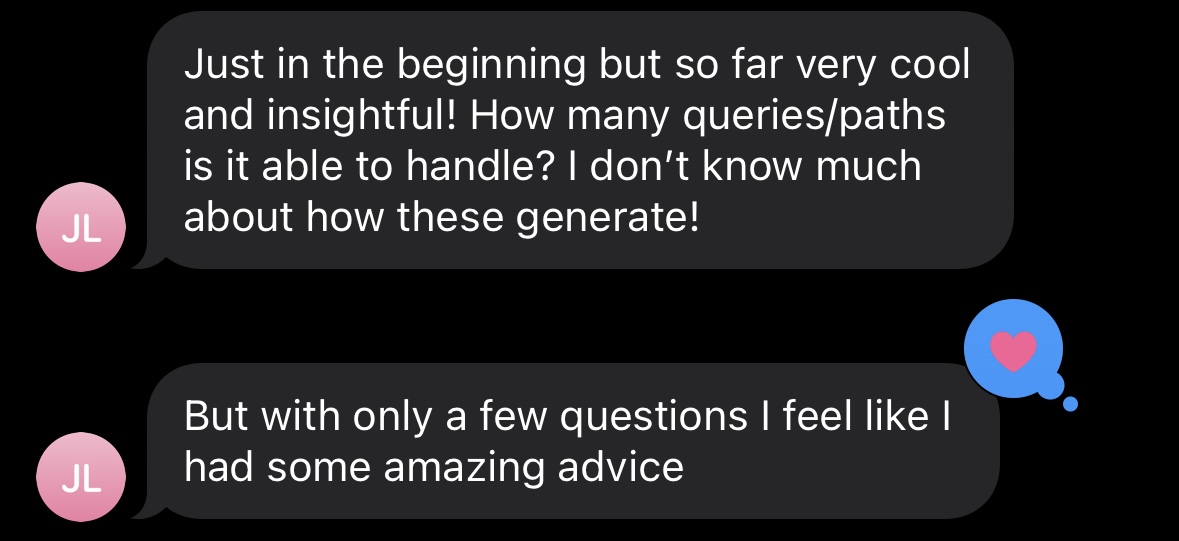 Just in the beginning but so far very cool
and insightful! How many queries/paths
is it able to handle? I don’t know much
about how these generate!
JL
But with only a few questions I feel like I
had some amazing advice
JL